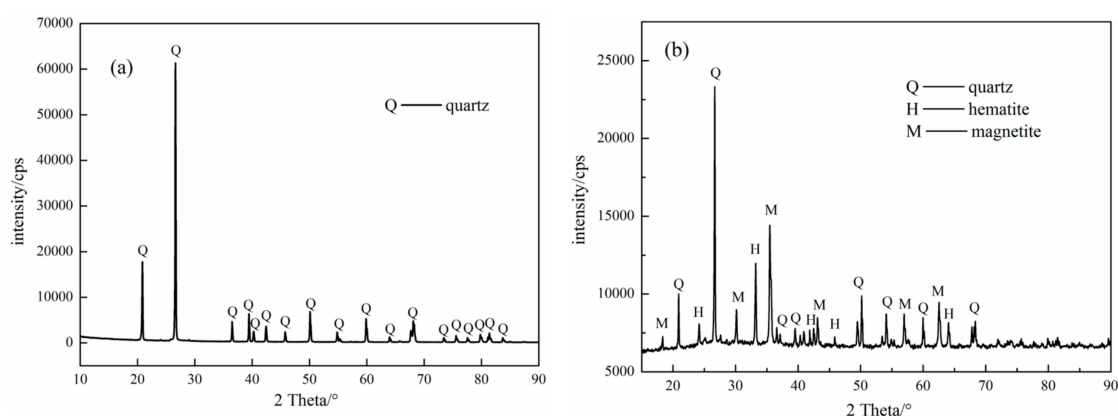 (a)
Q — quartz
intensity/cps
70000
60000
50000
40000
30000
20000
10000
0
Q Q Q Q Q Q Q Q Q Q Q Q Q Q Q Q Q
10 20 30 40 50 60 70 80 90
2 Theta/°
(b)
Q — quartz
H — hematite
M — magnetite
intensity/cps
25000
20000
15000
10000
5000
M Q H Q M H M Q Q H M H Q Q M Q M H Q
20 30 40 50 60 70 80 90
2 Theta/°